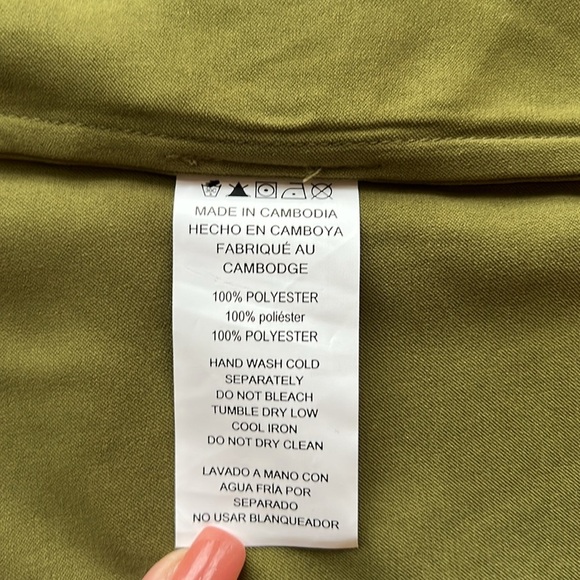 MADE IN CAMBODIA
HECHO EN CAMBOYA
FABRIQUÉ AU
CAMBODGE
100% POLYESTER
100% poliéster
100% POLYESTER
HAND WASH COLD
SEPARATELY
DO NOT BLEACH
TUMBLE DRY LOW
COOL IRON
DO NOT DRY CLEAN
LAVADO A MANO CON
AGUA FRÍA POR
SEPARADO
NO USAR BLANQUEADOR